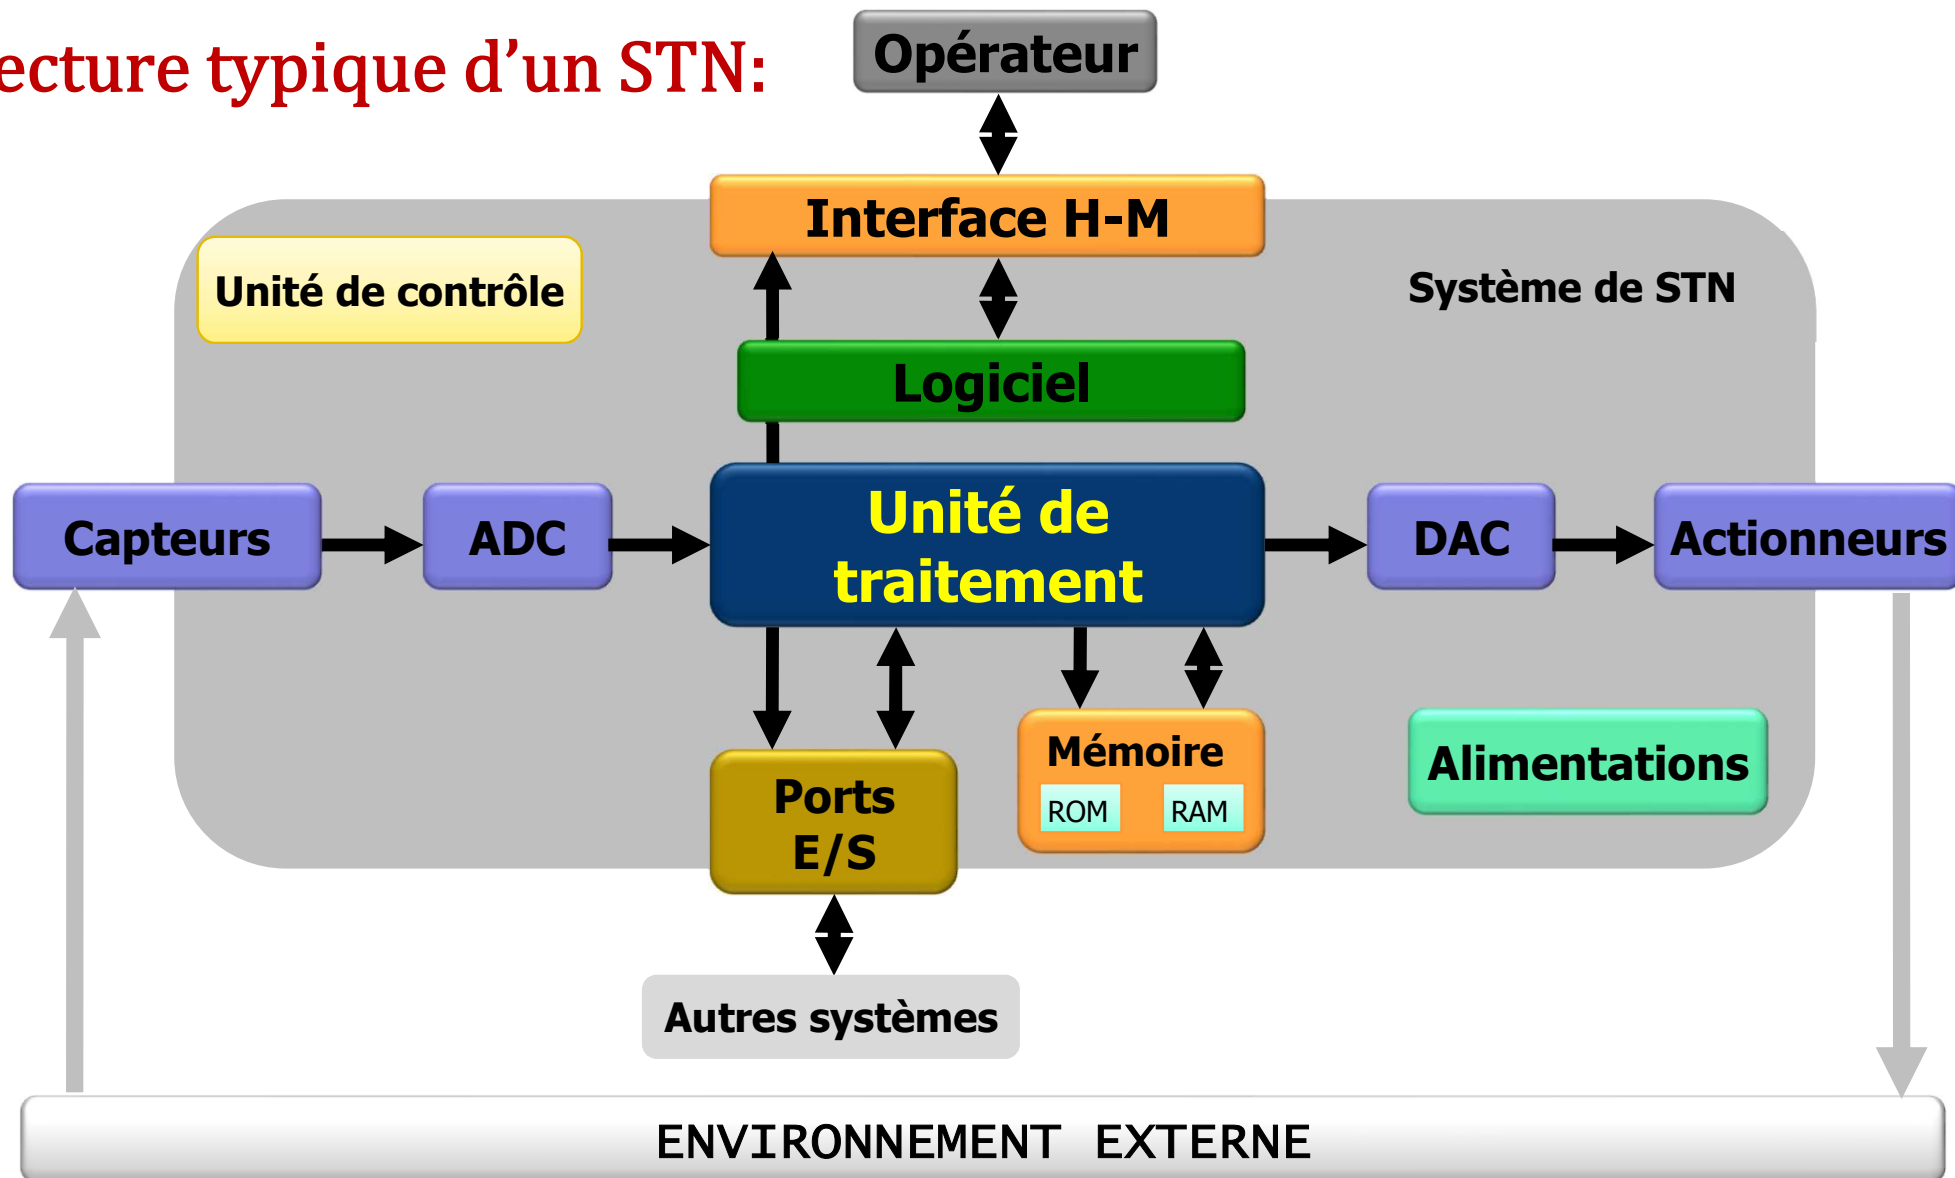 ecture typique d’un STN:
Opérateur
Interface H-M
Unité de contrôle
Système de STN
Logiciel
Capteurs
ADC
Unité de
traitement
DAC
Actionneurs
Ports
E/S
Mémoire
ROM
RAM
Alimentations
Autres systèmes
ENVIRONNEMENT EXTERNE